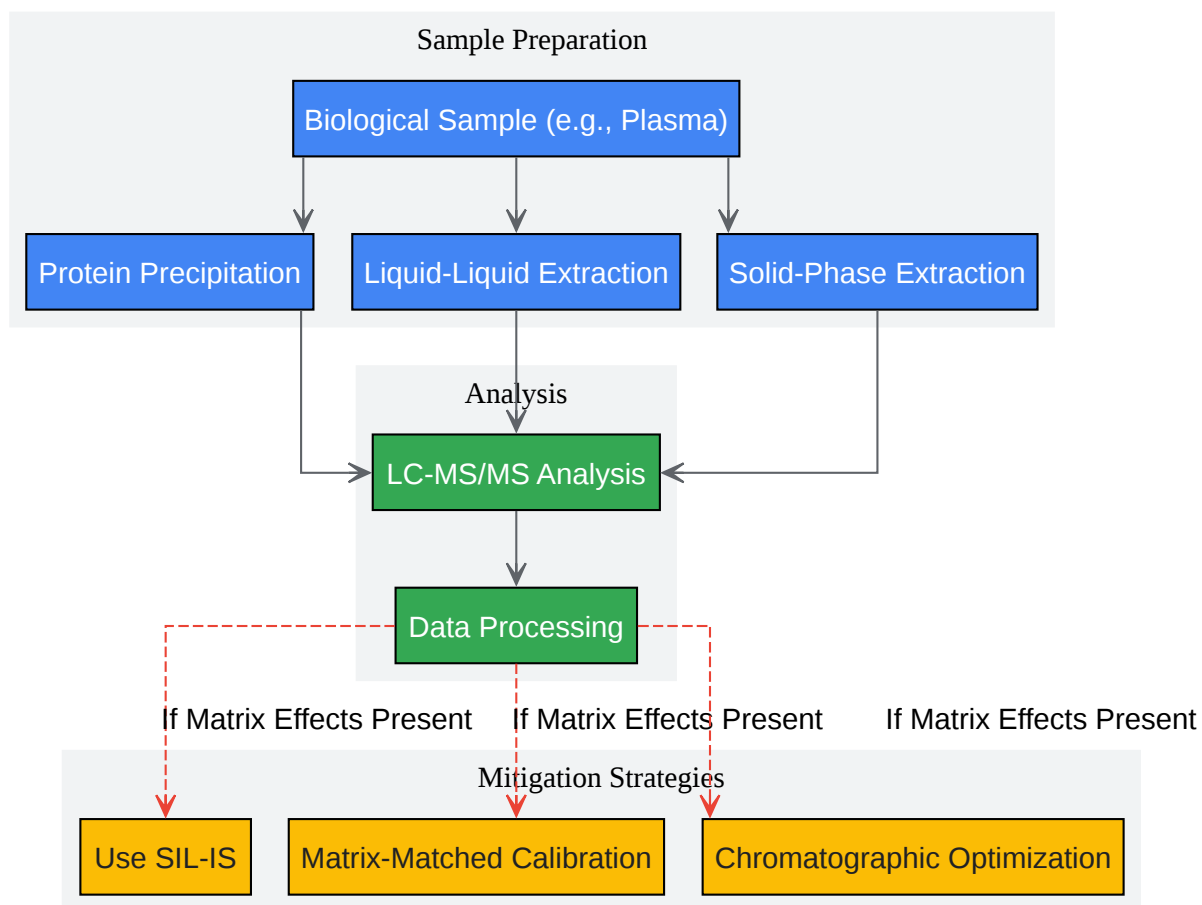 Sample Preparation
Biological Sample (e.g., Plasma)
Protein Precipitation
Liquid-Liquid Extraction
Solid-Phase Extraction
Analysis
LC-MS/MS Analysis
Data Processing
If Matrix Effects Present
If Matrix Effects Present
If Matrix Effects Present
Mitigation Strategies
Use SIL-IS
Matrix-Matched Calibration
Chromatographic Optimization